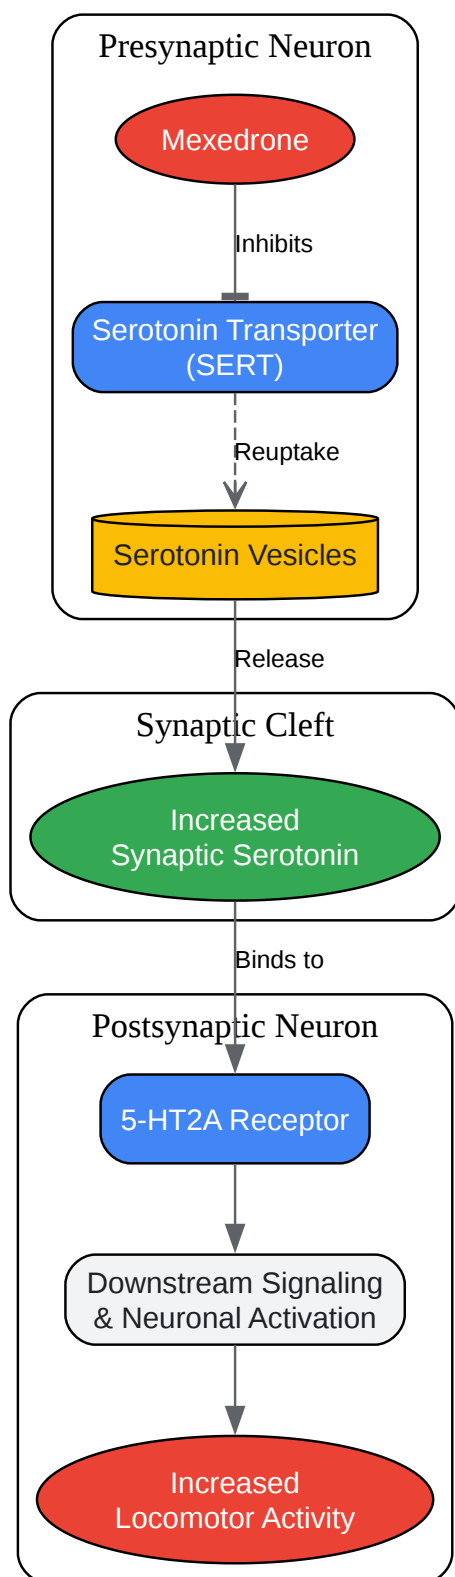 Presynaptic Neuron
Mexedrone
Inhibits
Serotonin Transporter
(SERT)
Reuptake
Serotonin Vesicles
Release
Synaptic Cleft
Increased
Synaptic Serotonin
Binds to
Postsynaptic Neuron
5-HT2A Receptor
Downstream Signaling
& Neuronal Activation
Increased
Locomotor Activity